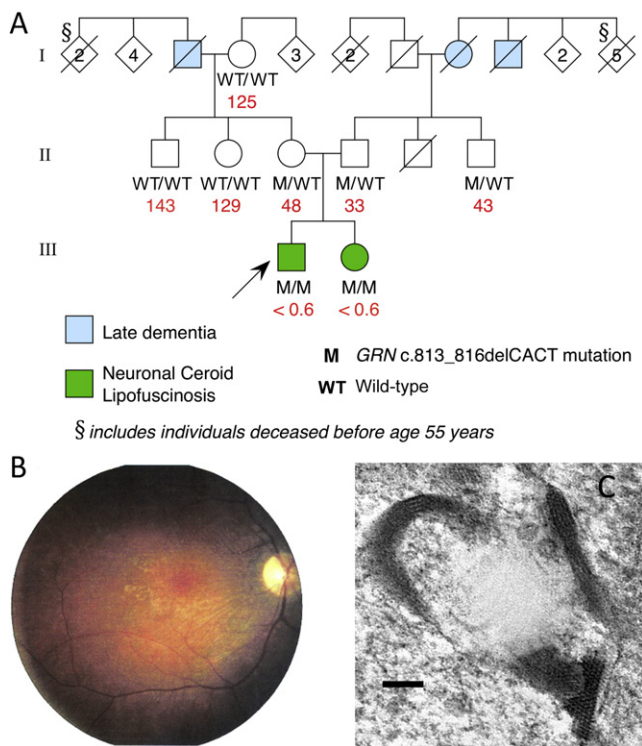 A
§
I
2 4 3 2 2 5
§
WT/WT
125
II
WT/WT WT/WT M/WT M/WT M/WT
143 129 48 33 43
III
M/M M/M
< 0.6 < 0.6
Late dementia
Neuronal Ceroid
Lipofuscinosis
M GRN c.813_816delCACT mutation
WT Wild-type
§ includes individuals deceased before age 55 years
B
C